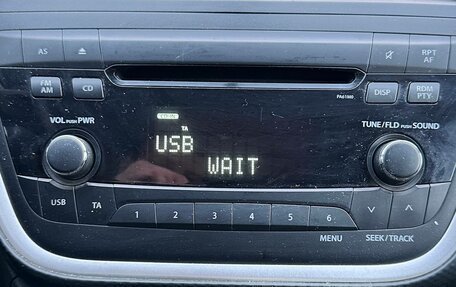 AS
RPT
AF
FM
AM
CD
PA61M0
DISP
RDM
PTY
VOL PUSH PWR
TUNE/FLD PUSH SOUND
TA
USB
WAIT
USB
TA
1
2
3
4
5
6
MENU
SEEK/TRACK